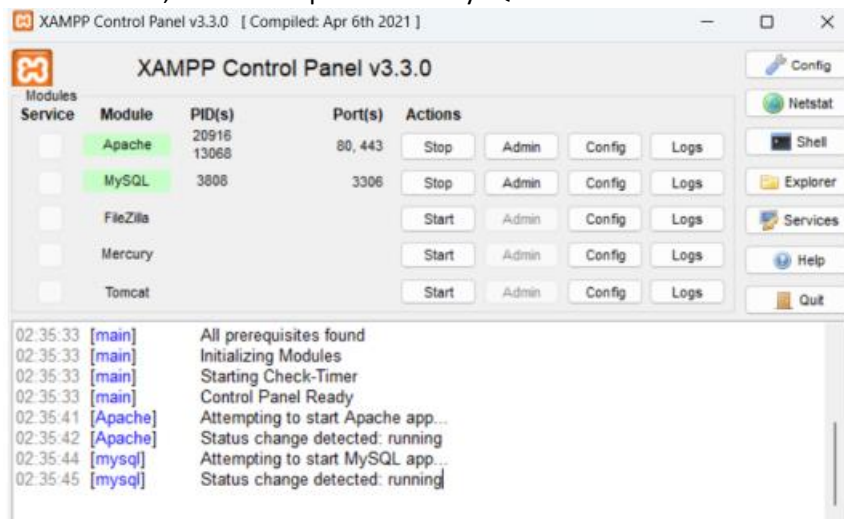 XAMPP Control Panel v3.3.0 [ Compiled: Apr 6th 2021 ]
XAMPP Control Panel v3.3.0
Config
Modules
Service Module PID(s) Port(s) Actions
Netstat
Apache 20916 13068 80, 443 Stop Admin Config Logs
Shell
MySQL 3808 3306 Stop Admin Config Logs
Explorer
FileZilla Start Admin Config Logs
Services
Mercury Start Admin Config Logs
Help
Tomcat Start Admin Config Logs
Quit
02:35:33 [main] All prerequisites found
02:35:33 [main] Initializing Modules
02:35:33 [main] Starting Check-Timer
02:35:33 [main] Control Panel Ready
02:35:41 [Apache] Attempting to start Apache app...
02:35:42 [Apache] Status change detected: running
02:35:44 [mysql] Attempting to start MySQL app...
02:35:45 [mysql] Status change detected: running